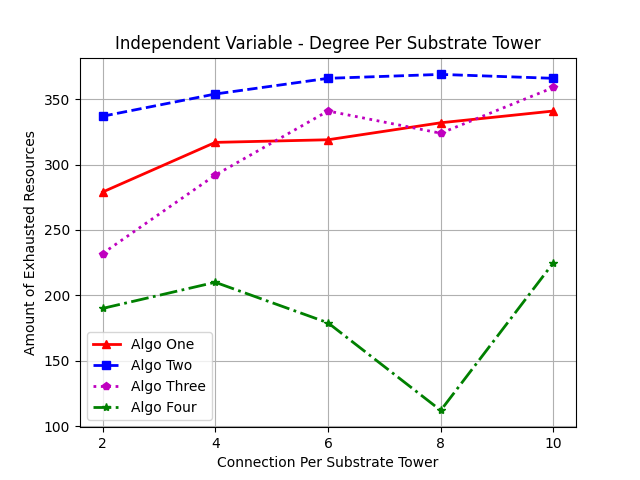 Independent Variable - Degree Per Substrate Tower
Amount of Exhausted Resources
350
300
250
200
150
100
Algo One
Algo Two
Algo Three
Algo Four
2 4 6 8 10
Connection Per Substrate Tower